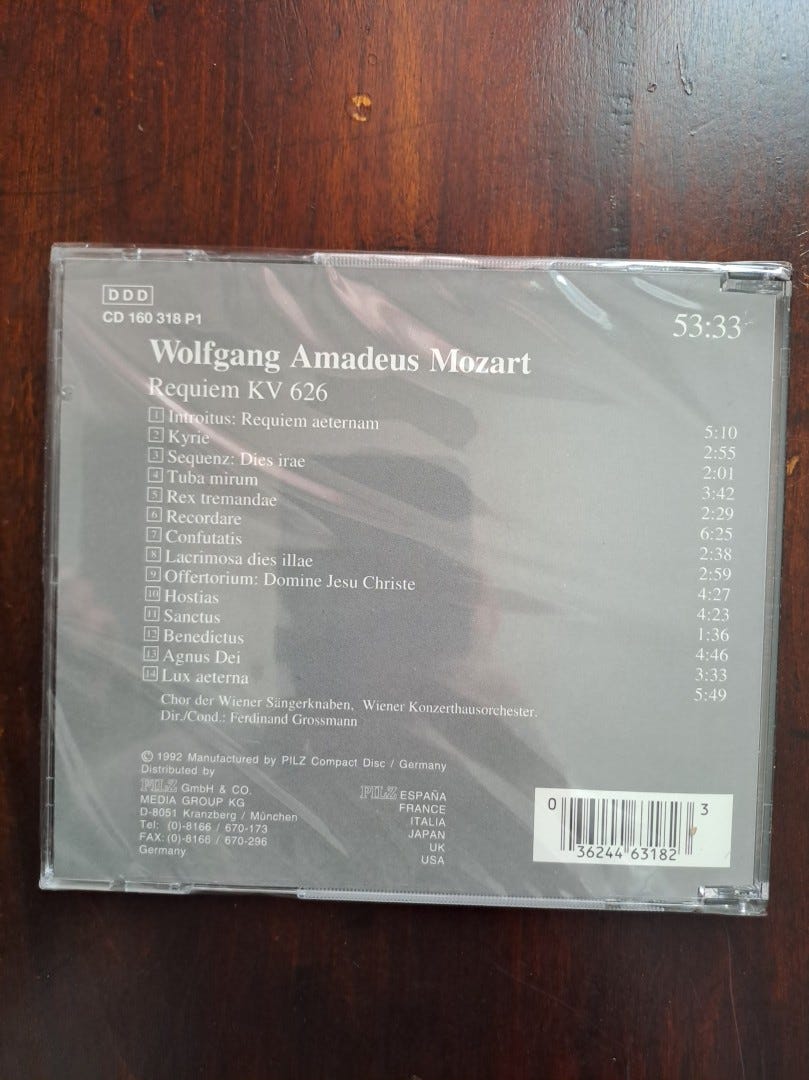 DDD
CD 160 318 P1
53:33
Wolfgang Amadeus Mozart
Requiem KV 626
1 Introitus: Requiem aeternam 5:10
2 Kyrie 2:55
3 Sequenz: Dies irae 2:01
4 Tuba mirum 3:42
5 Rex tremandae 2:29
6 Recordare 6:25
7 Confutatis 2:38
8 Lacrimosa dies illae 2:59
9 Offertorium: Domine Jesu Christe 4:27
10 Hostias 4:23
11 Sanctus 1:36
12 Benedictus 4:46
13 Agnus Dei 3:33
14 Lux aeterna 5:49
Chor der Wiener Sängerknaben, Wiener Konzerthausorchester.
Dir./Cond.: Ferdinand Grossmann
© 1992 Manufactured by PILZ Compact Disc / Germany
Distributed by
PILZ GmbH & CO.
MEDIA GROUP KG
D-8051 Kranzberg / München
Tel: (0)-8166 / 670-173
FAX: (0)-8166 / 670-296
Germany
PILZ ESPAÑA
FRANCE
ITALIA
JAPAN
UK
USA
0 36244 63182 3